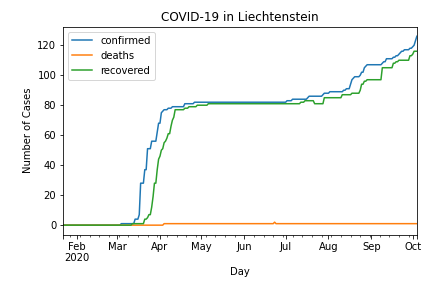 COVID-19 in Liechtenstein
confirmed
deaths
recovered
Number of Cases
120
100
80
60
40
20
0
Feb Mar Apr May Jun Jul Aug Sep Oct
2020
Day